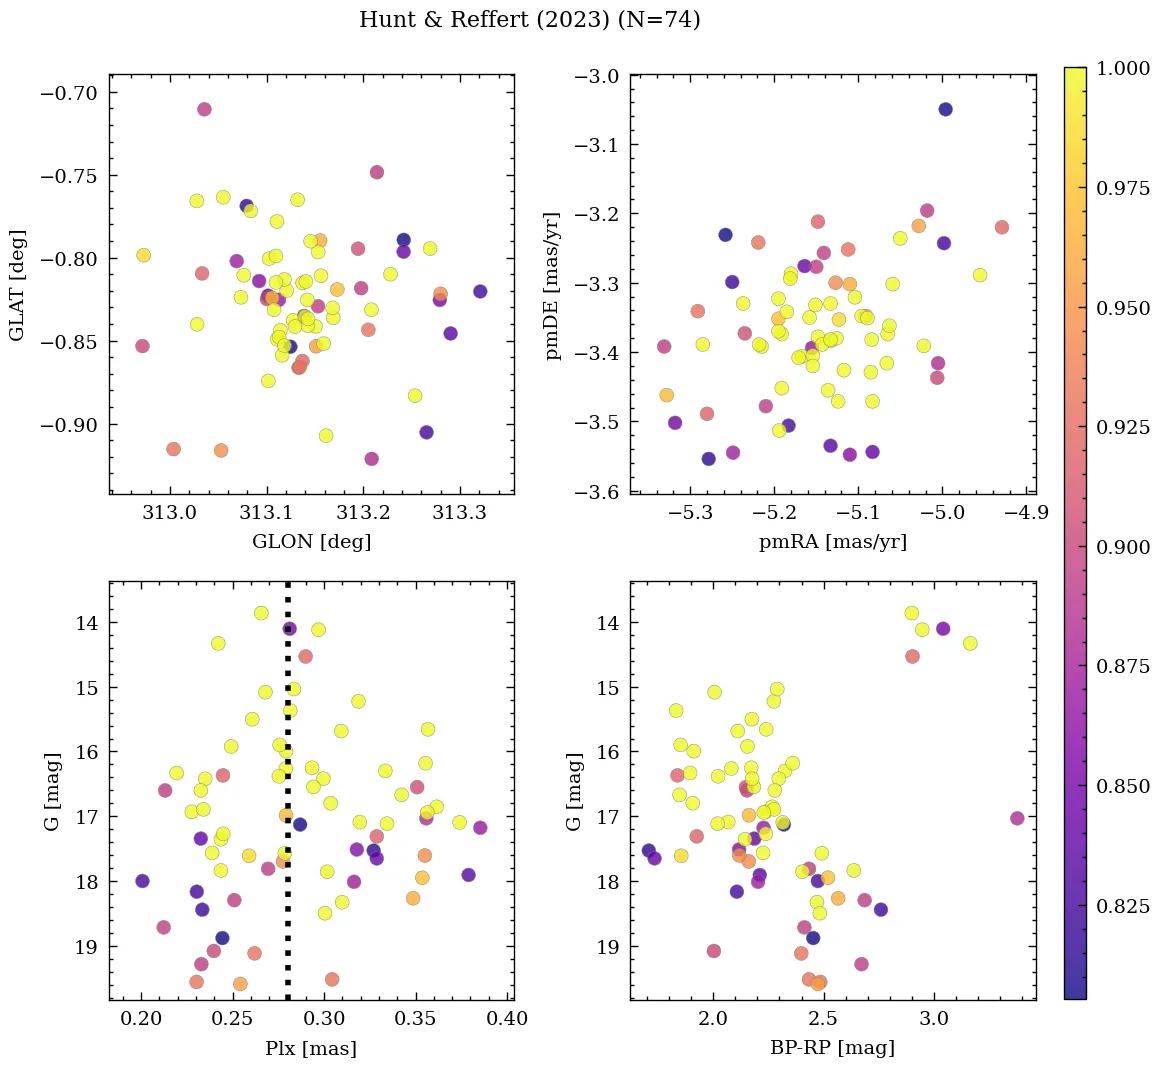 Hunt & Reffert (2023) (N=74)
−0.70
−0.75
−0.80
−0.85
−0.90
GLAT [deg]
313.0 313.1 313.2 313.3
GLON [deg]
−3.0
−3.1
−3.2
−3.3
−3.4
−3.5
−3.6
pmDE [mas/yr]
−5.3 −5.2 −5.1 −5.0 −4.9
pmRA [mas/yr]
1.000
0.975
0.950
0.925
0.900
0.875
0.850
0.825
14
15
16
17
18
19
G [mag]
0.20 0.25 0.30 0.35 0.40
Plx [mas]
14
15
16
17
18
19
G [mag]
2.0 2.5 3.0
BP-RP [mag]